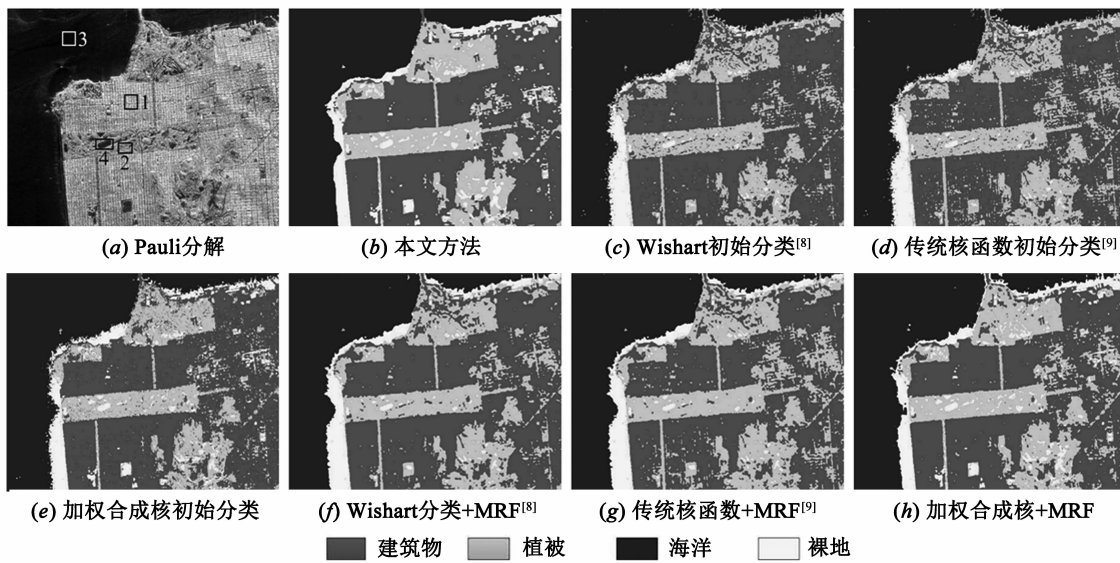 3
1
4
2
(a) Pauli分解
(b) 本文方法
(c) Wishart初始分类[8]
(d) 传统核函数初始分类[9]
(e) 加权合成核初始分类
(f) Wishart分类+MRF[8]
(g) 传统核函数+MRF[9]
(h) 加权合成核+MRF
建筑物
植被
海洋
裸地